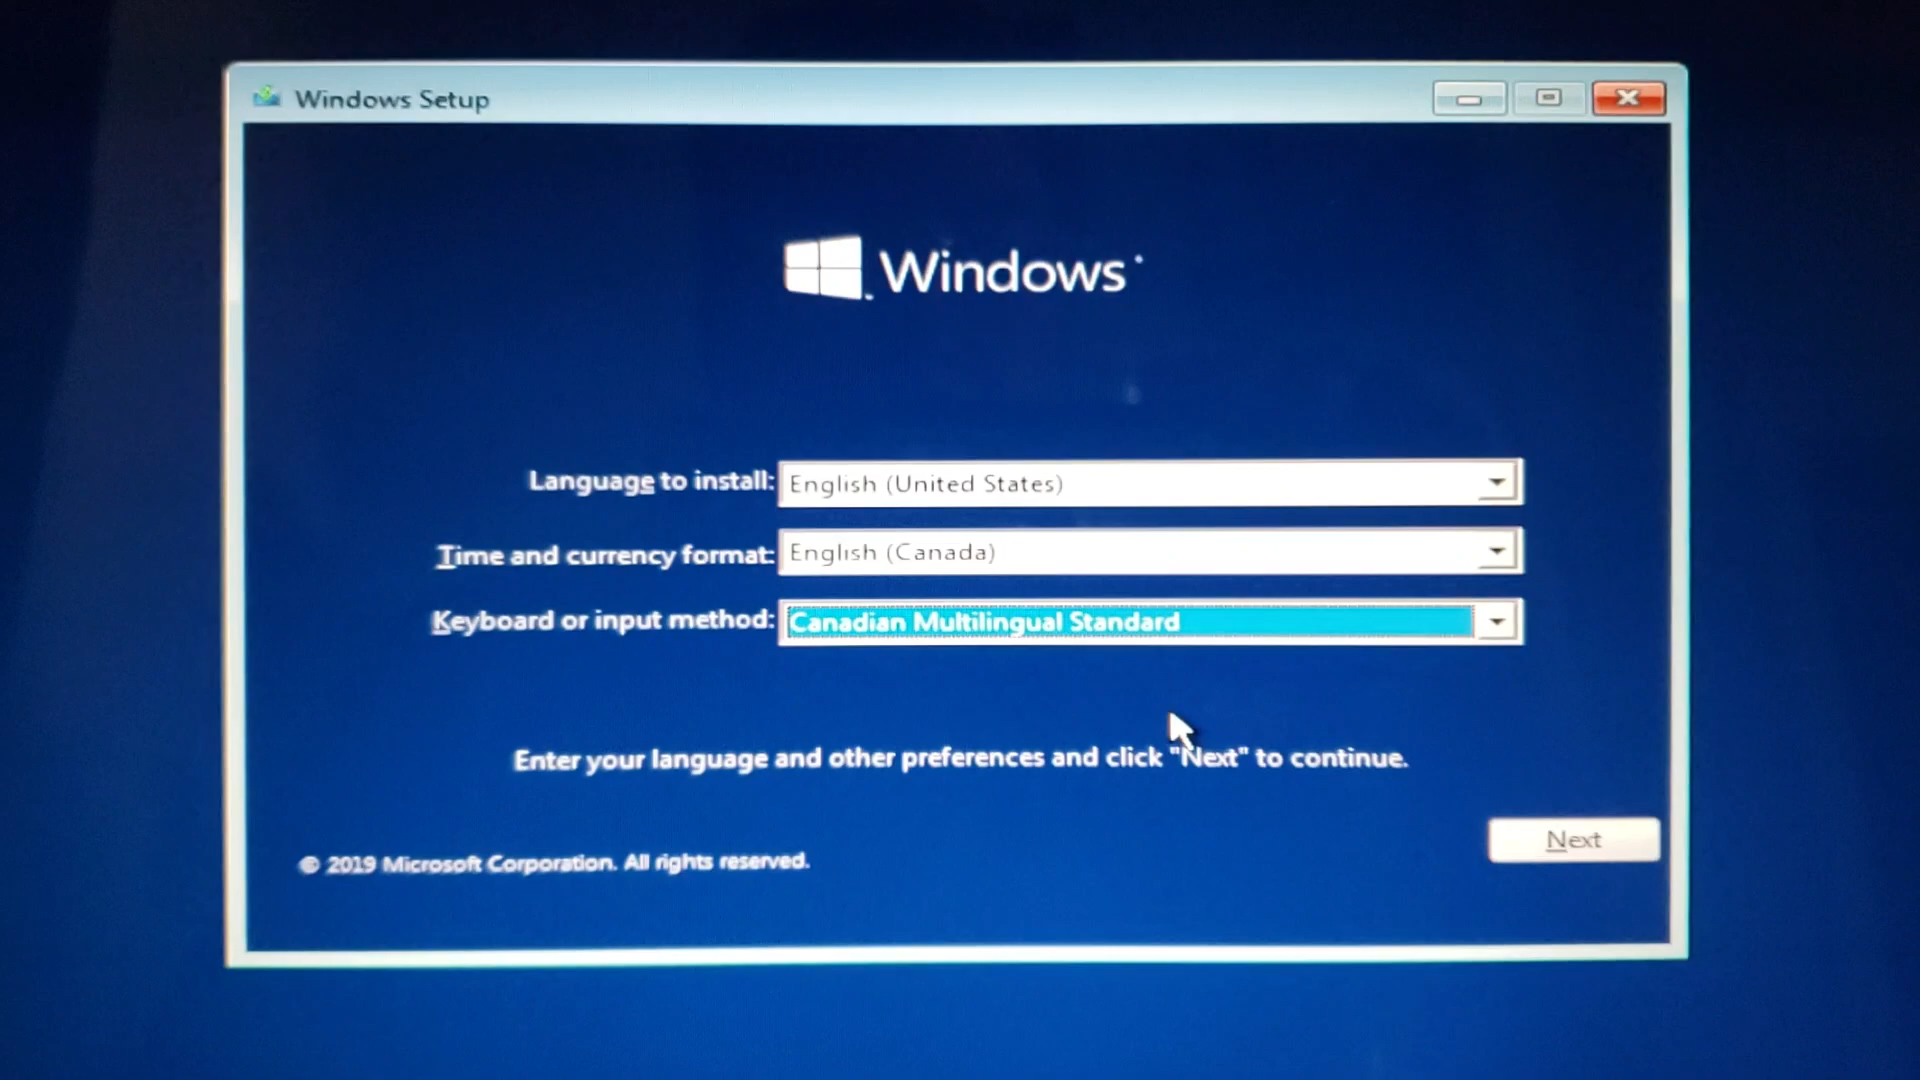 Windows Setup
Windows
Language to install: English (United States)
Time and currency format: English (Canada)
Keyboard or input method: Canadian Multilingual Standard
Enter your language and other preferences and click "Next" to continue.
Next
© 2019 Microsoft Corporation. All rights reserved.